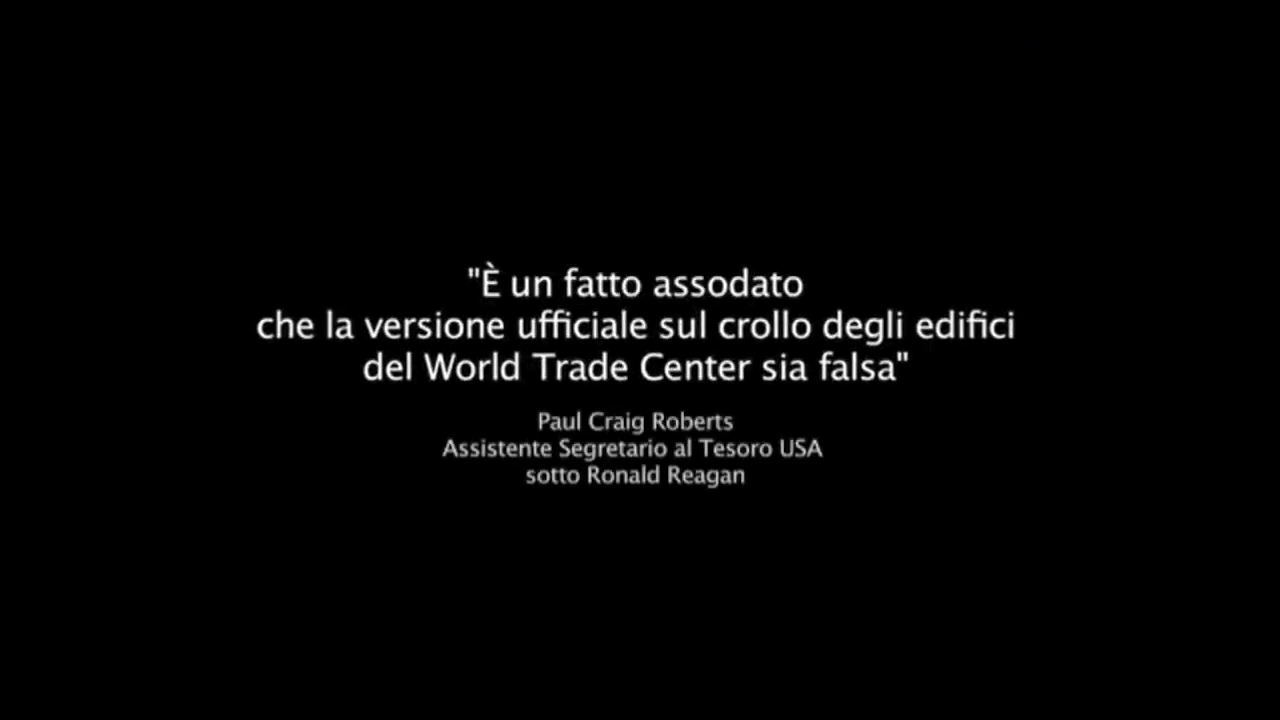 "È un fatto assodato
che la versione ufficiale sul crollo degli edifici
del World Trade Center sia falsa"
Paul Craig Roberts
Assistente Segretario al Tesoro USA
sotto Ronald Reagan